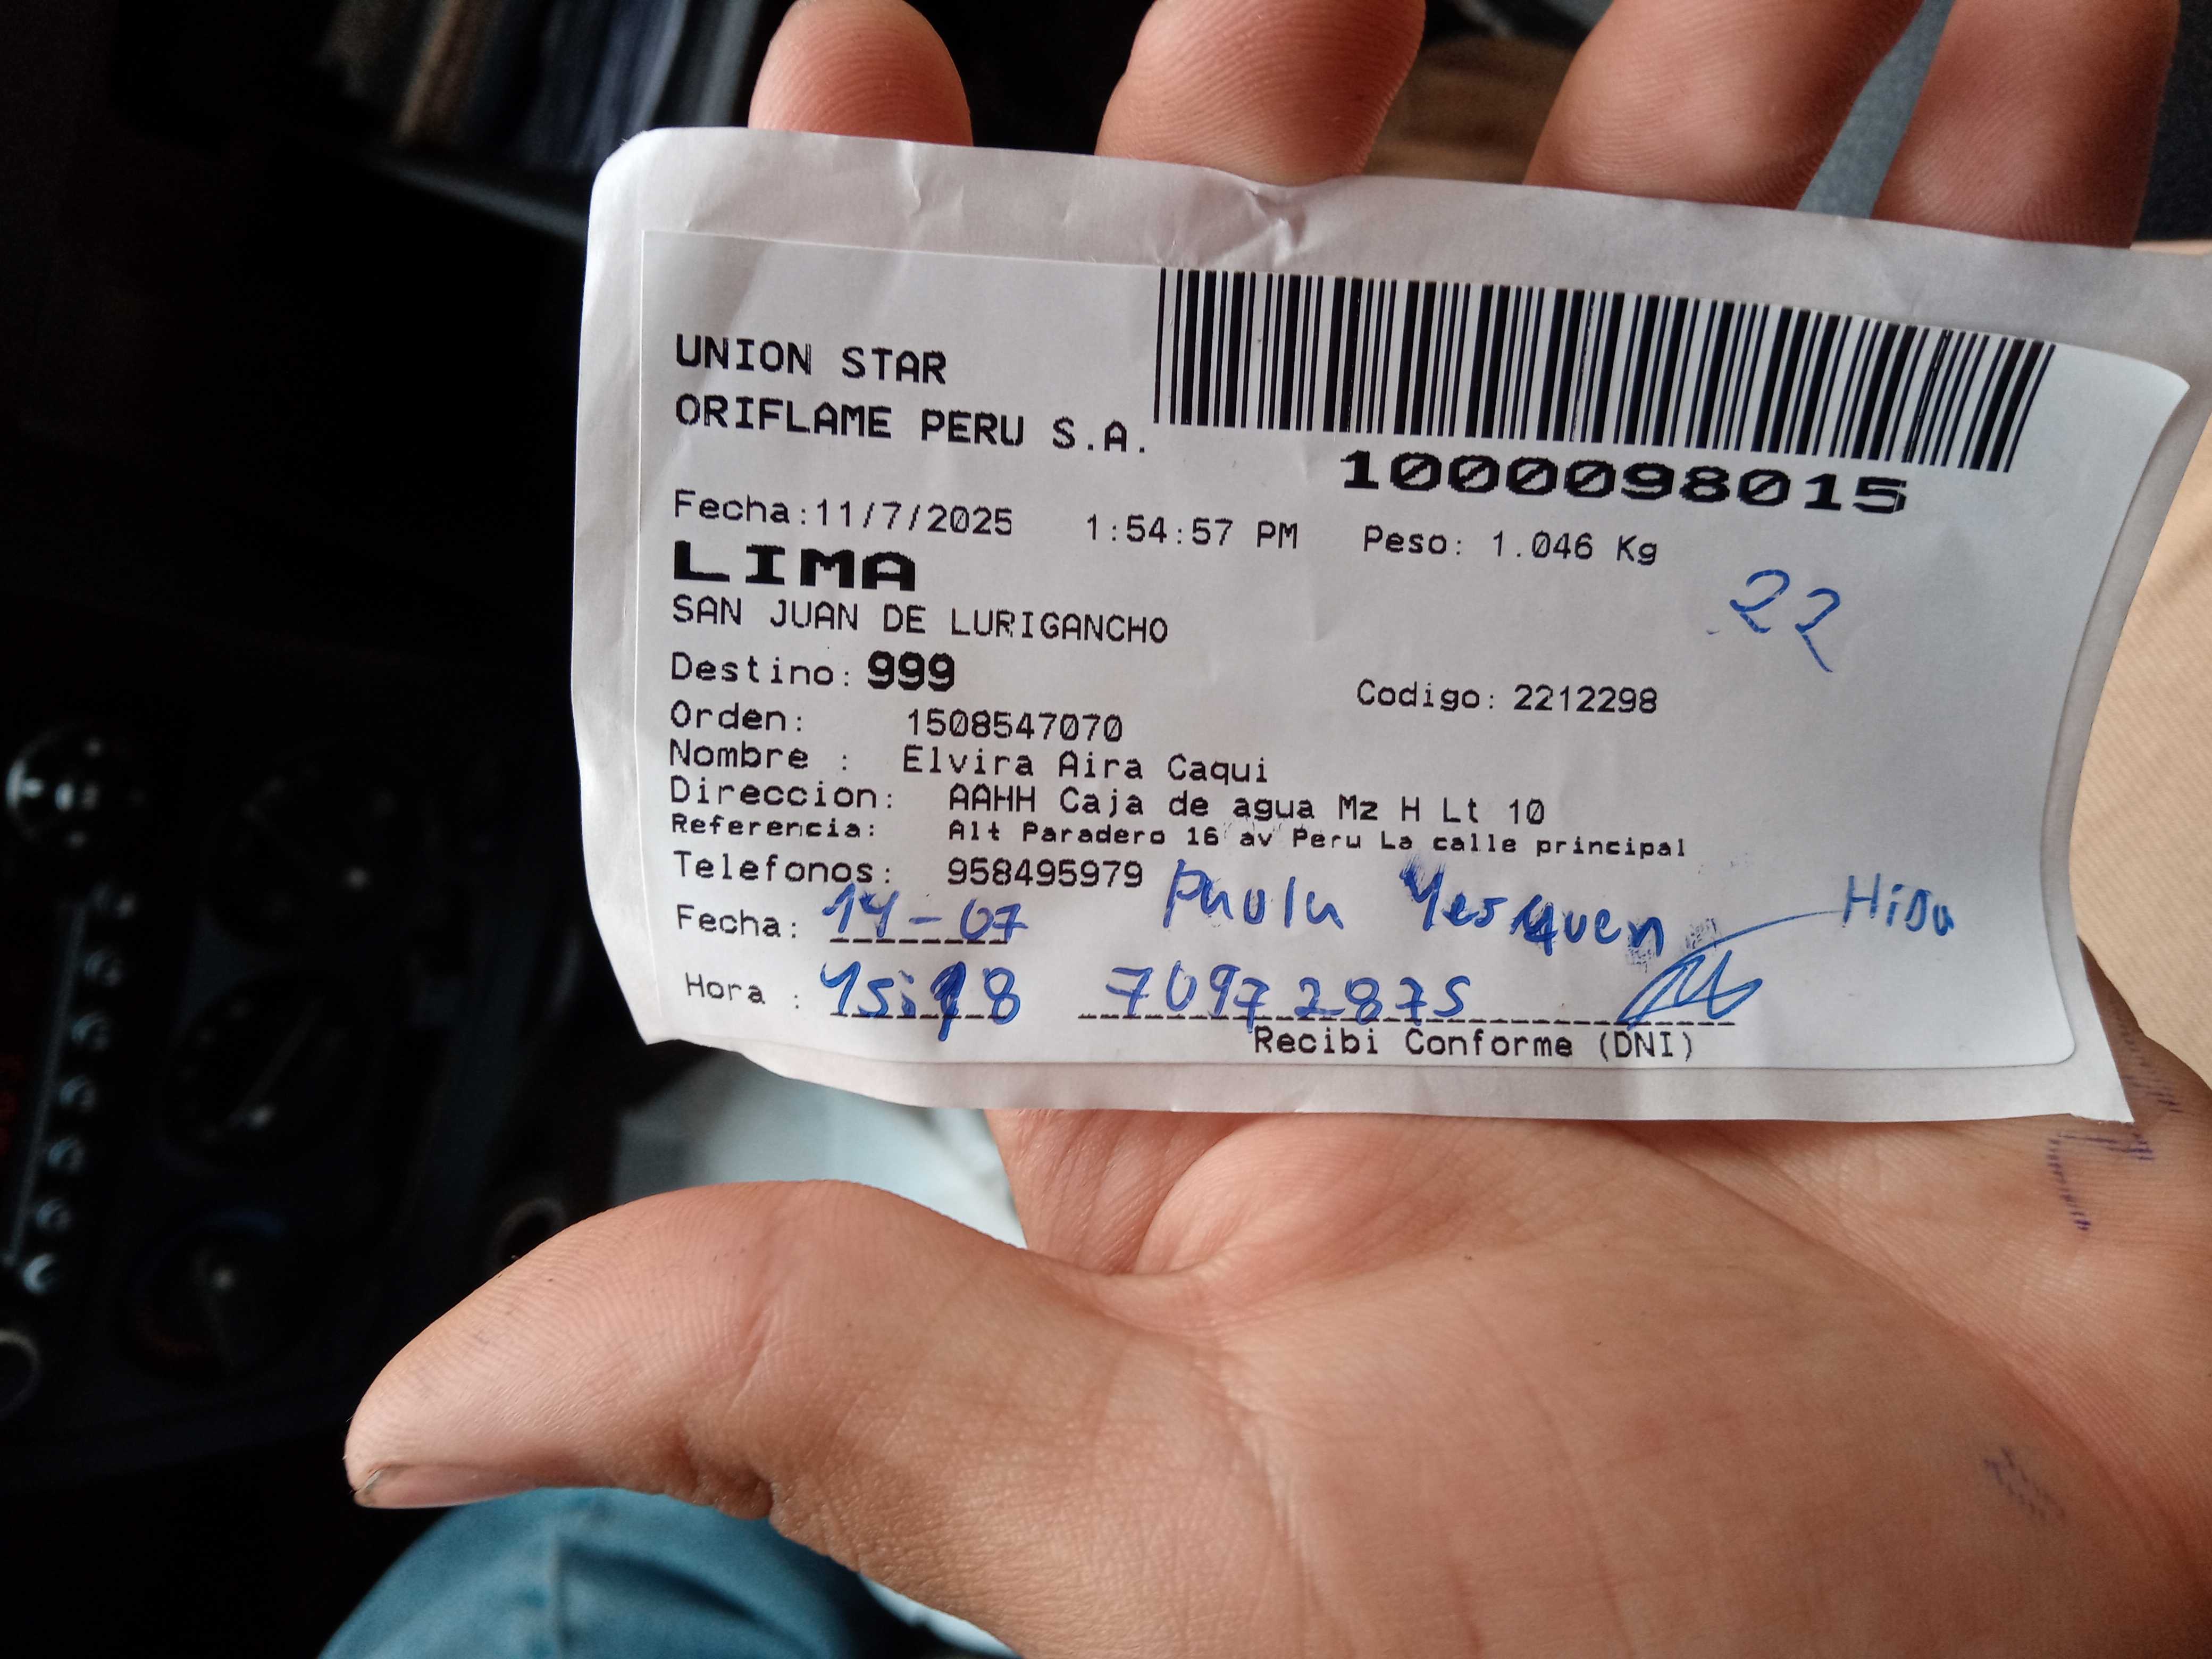 UNION STAR
ORIFLAME PERU S.A.
1000098015
Fecha:11/7/2025 1:54:57 PM Peso: 1.046 Kg
LIMA
22
SAN JUAN DE LURIGANCHO
Destino: 999
Codigo: 2212298
Orden: 1508547070
Nombre : Elvira Aira Caqui
Direccion: AAHH Caja de agua Mz H Lt 10
Referencia: Alt Paradero 16 av Peru La calle principal
Telefonos: 958495979
Fecha: 14-07 Paula Yesquen Hija
Hora : 70972875
Recibi Conforme (DNI)